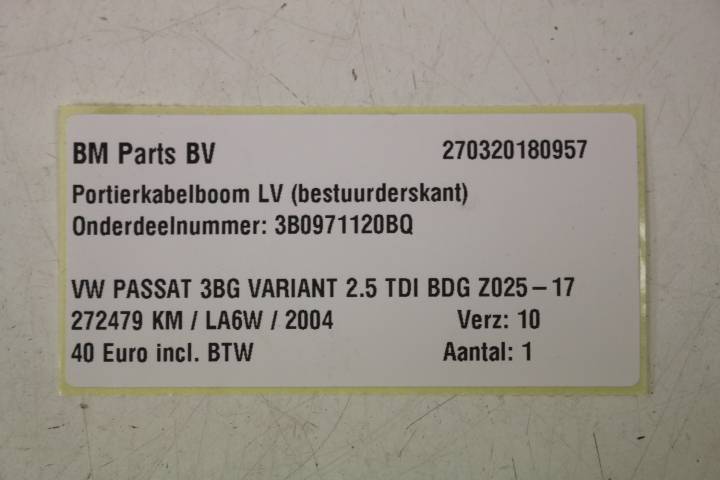 BM Parts BV 270320180957
Portierkabelboom LV (bestuurderskant)
Onderdeelnummer: 3B0971120BQ
VW PASSAT 3BG VARIANT 2.5 TDI BDG Z025-17
272479 KM / LA6W / 2004 Verz: 10
40 Euro incl. BTW Aantal: 1